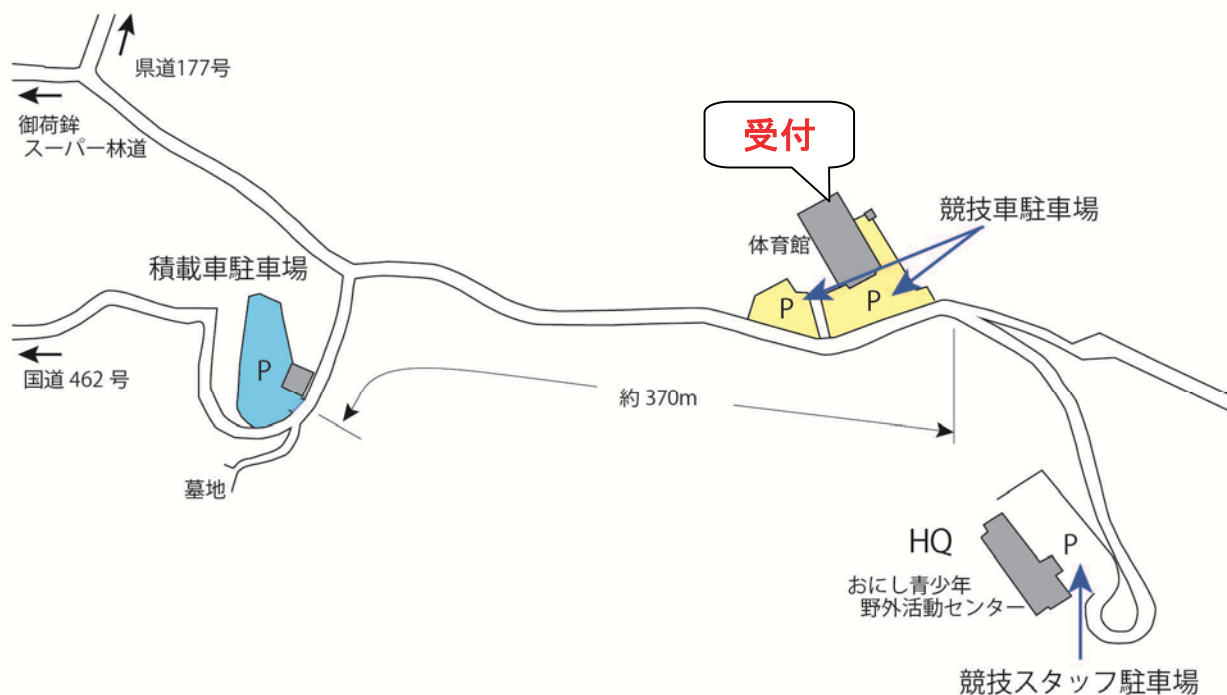 県道177号
御荷鉾
スーパー林道
受付
競技車駐車場
体育館
積載車駐車場
P
P
P
国道 462 号
約 370m
墓地
HQ
P
おにし青少年
野外活動センター
競技スタッフ駐車場